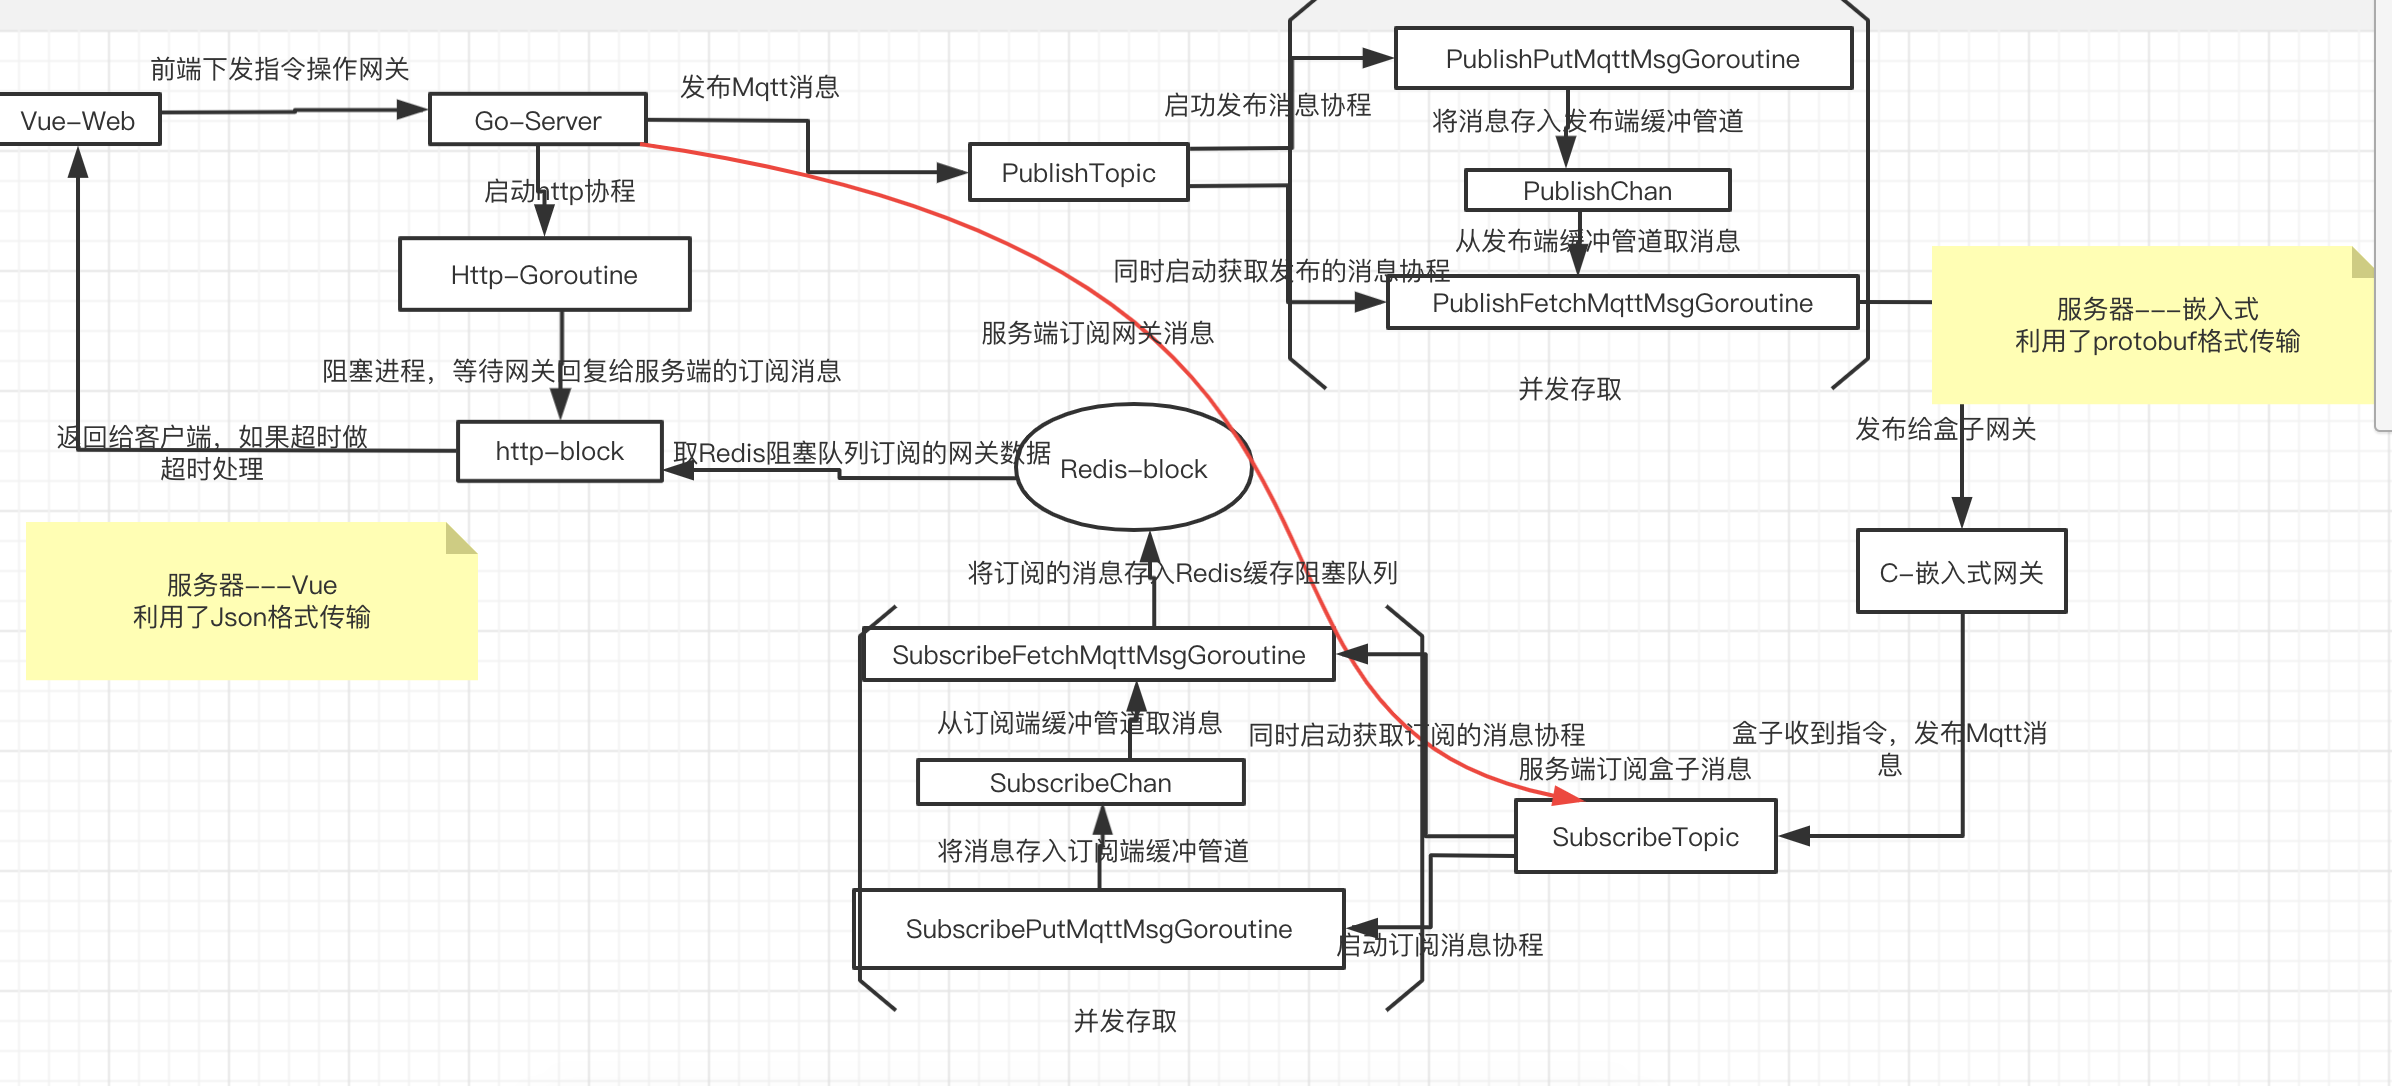 前端下发指令操作网关
Vue-Web
Go-Server
发布Mqtt消息
启功发布消息协程
PublishPutMqttMsgGoroutine
将消息存入发布端缓冲管道
PublishTopic
PublishChan
启动http协程
从发布端缓冲管道取消息
Http-Goroutine
同时启动获取发布的消息协程
PublishFetchMqttMsgGoroutine
服务器---嵌入式
利用了protobuf格式传输
服务端订阅网关消息
阻塞进程，等待网关回复给服务端的订阅消息
并发存取
发布给盒子网关
返回给客户端，如果超时做
超时处理
http-block
取Redis阻塞队列订阅的网关数据
Redis-block
将订阅的消息存入Redis缓存阻塞队列
C-嵌入式网关
服务器---Vue
利用了Json格式传输
SubscribeFetchMqttMsgGoroutine
从订阅端缓冲管道取消息
同时启动获取订阅的消息协程
盒子收到指令，发布Mqtt消
息
服务端订阅盒子消息
SubscribeChan
SubscribeTopic
将消息存入订阅端缓冲管道
SubscribePutMqttMsgGoroutine
启动订阅消息协程
并发存取